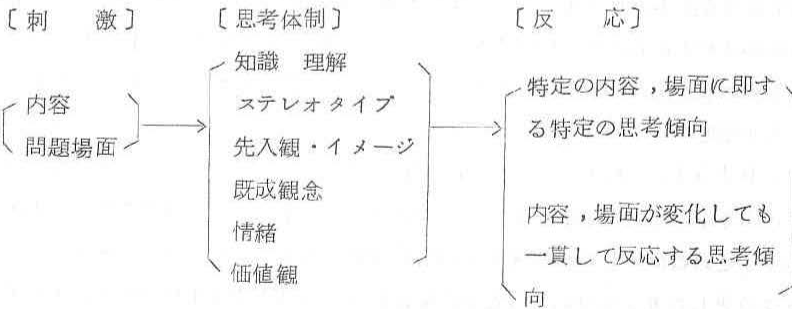 〔刺 激〕
内容
問題場面
〔思考体制〕
知識 理解
ステレオタイプ
先入観・イメージ
既成観念
情緒
価値観
〔反 応〕
特定の内容,場面に即す
る特定の思考傾向
内容,場面が変化しても
一貫して反応する思考傾
向